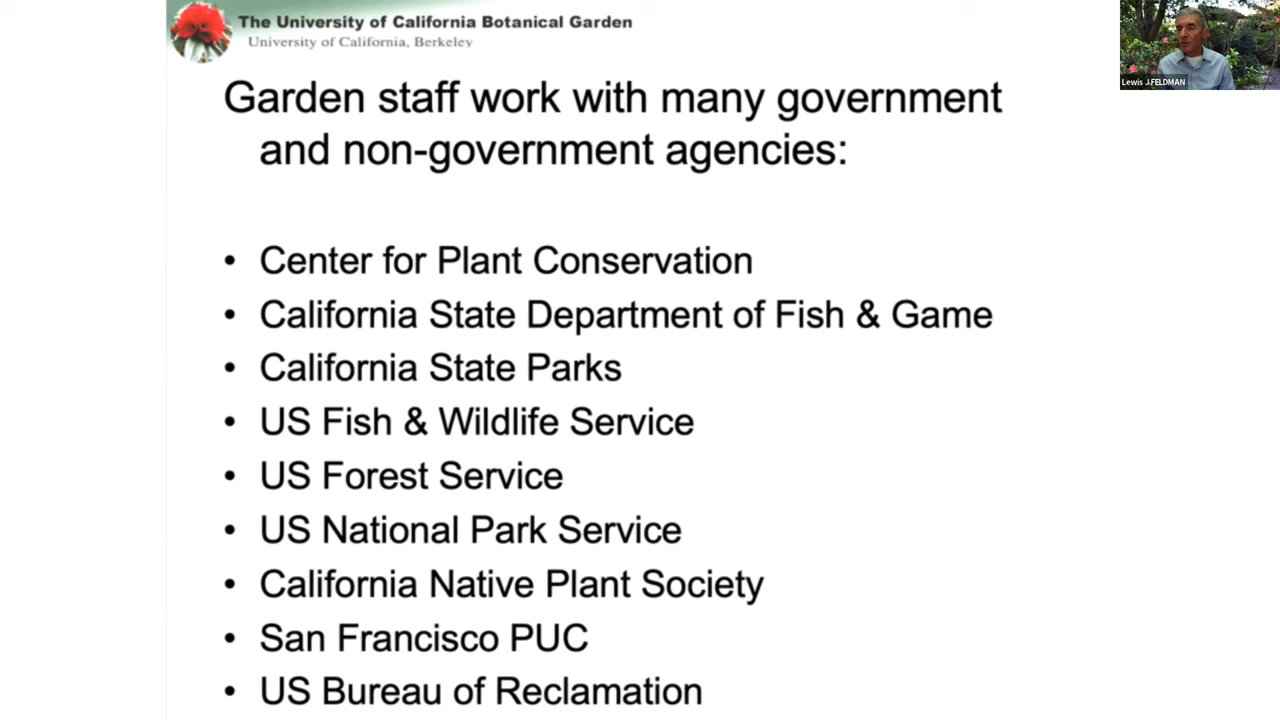 The University of California Botanical Garden
University of California, Berkeley
Lewis J.FELDMAN
Garden staff work with many government
and non-government agencies:
• Center for Plant Conservation
• California State Department of Fish & Game
• California State Parks
• US Fish & Wildlife Service
• US Forest Service
• US National Park Service
• California Native Plant Society
• San Francisco PUC
• US Bureau of Reclamation